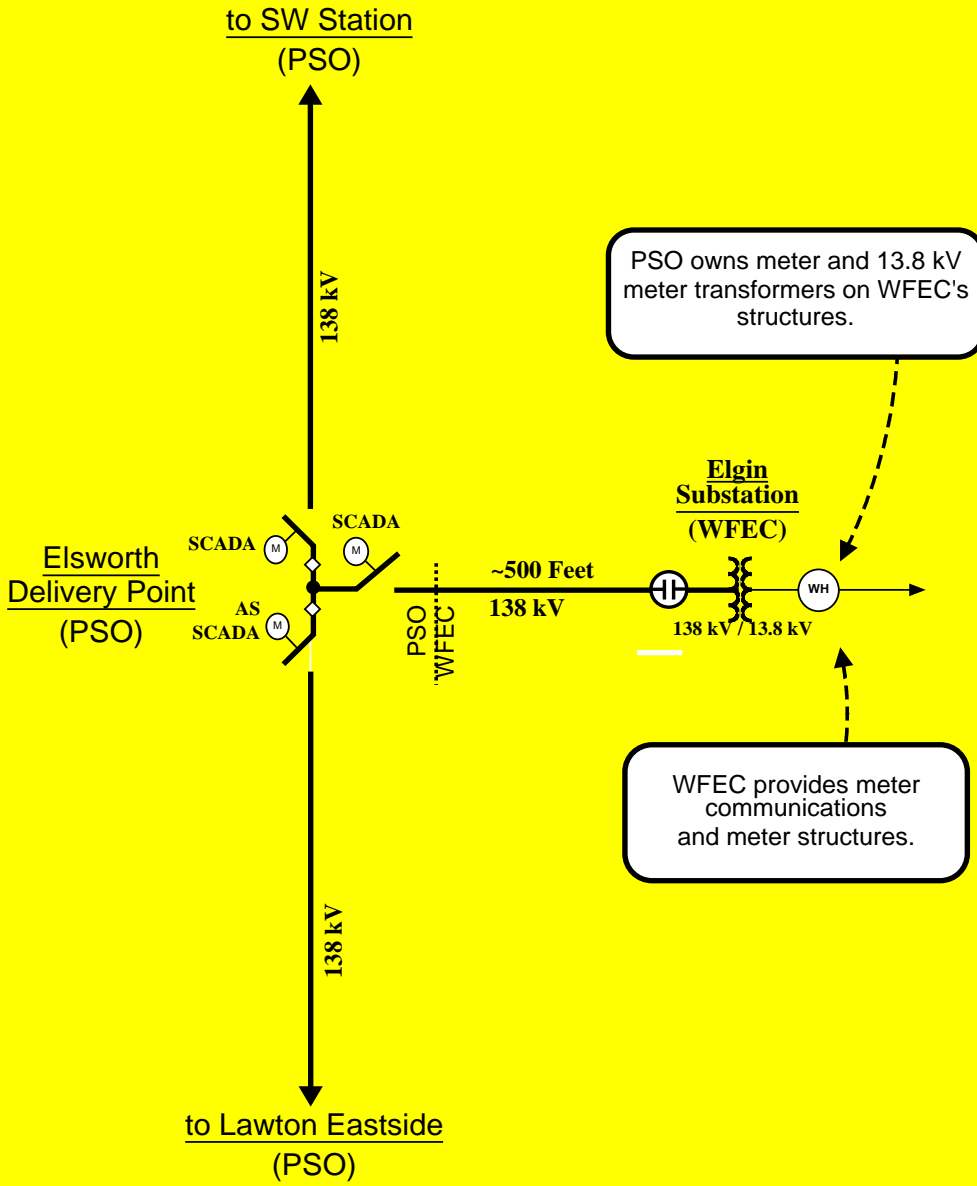 to SW Station
(PSO)
138 kV
PSO owns meter and 13.8 kV
meter transformers on WFEC's
structures.
Elgin
Substation
(WFEC)
SCADA
SCADA
M
M
Elsworth
Delivery Point
(PSO)
AS
SCADA
M
~500 Feet
138 kV
PSO
WFEC
WH
138 kV / 13.8 kV
WFEC provides meter
communications
and meter structures.
138 kV
to Lawton Eastside
(PSO)